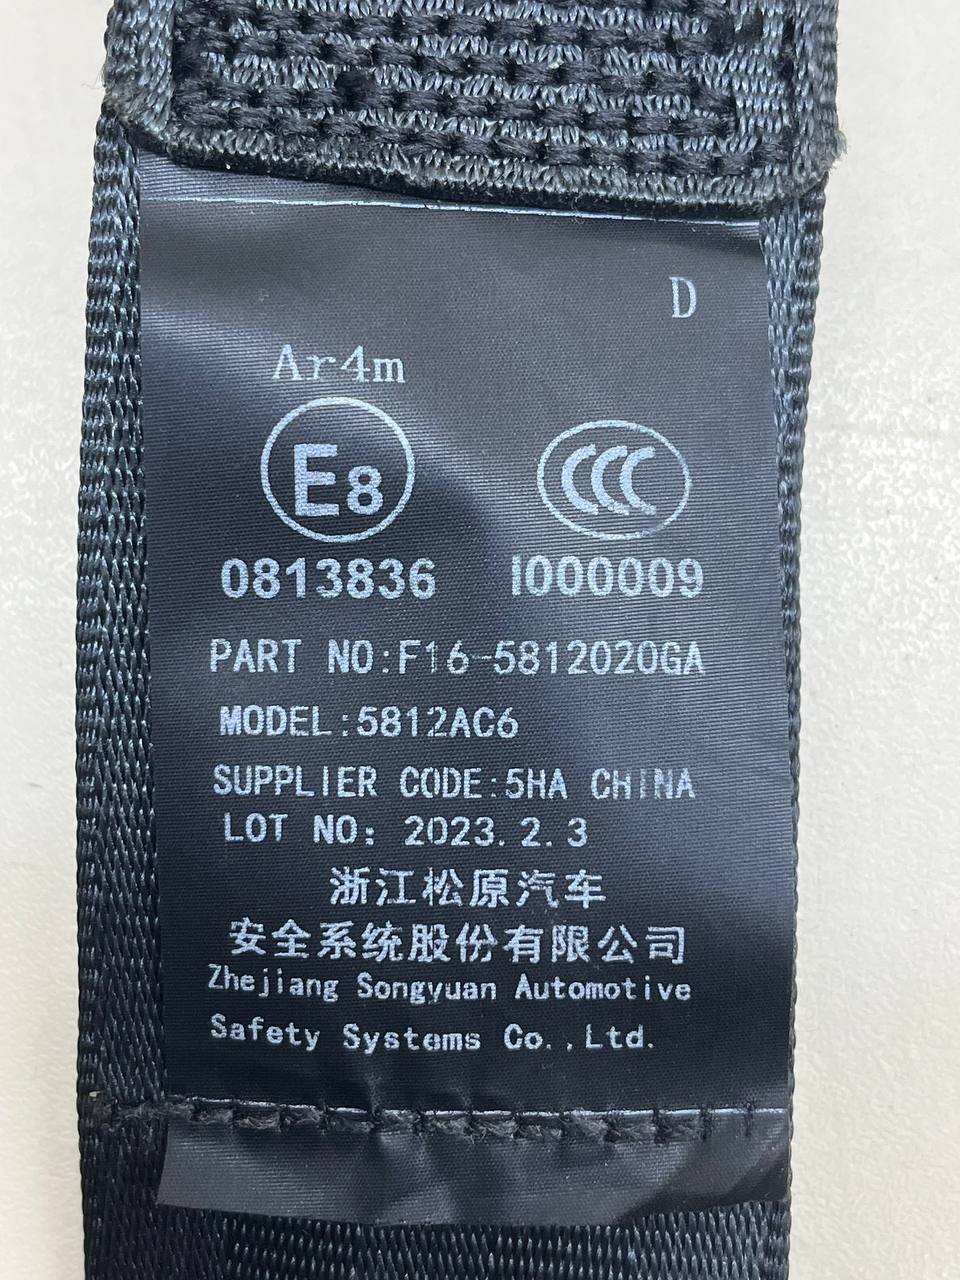 D
Ar4m
E8
CCC
0813836 I000009
PART NO:F16-5812020GA
MODEL:5812AC6
SUPPLIER CODE:5HA CHINA
LOT NO: 2023.2.3
浙江松原汽车
安全系统股份有限公司
Zhejiang Songyuan Automotive
Safety Systems Co.,Ltd.